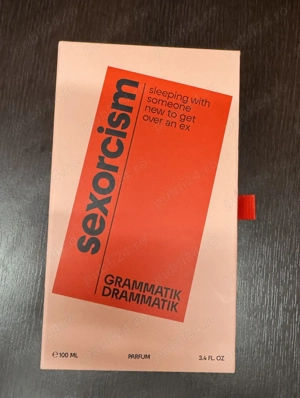 sexorcism
sleeping with
someone
new to get
over an ex
GRAMMATIK
DRAMMATIK
℮ 100 ML
PARFUM
3.4 FL. OZ